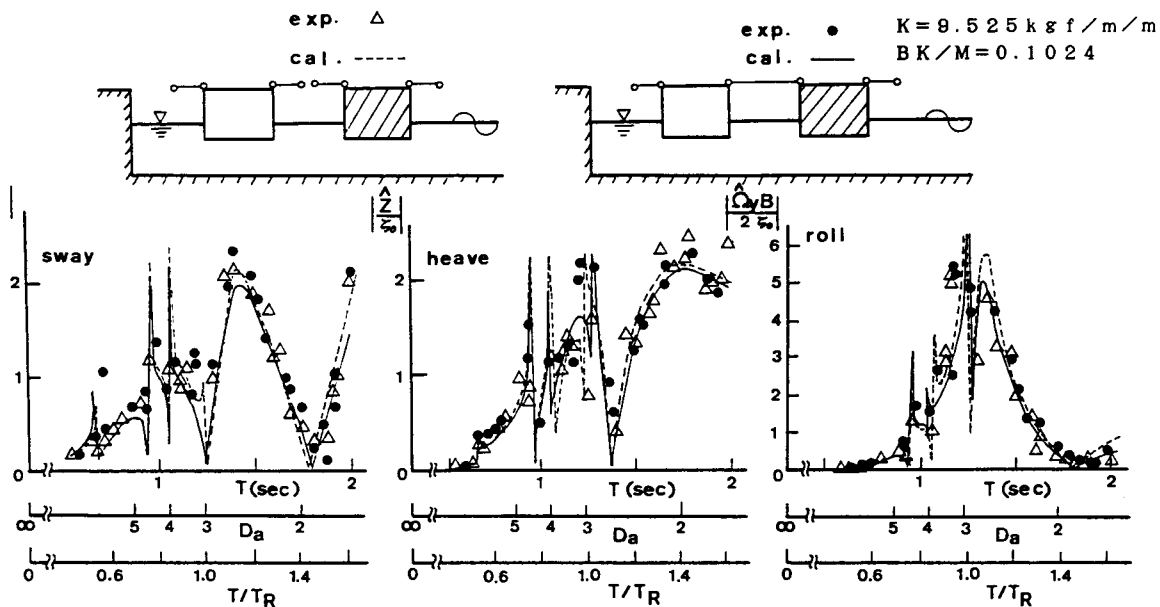 exp. △
cal. -----
exp. ● K=9.525kgf/m/m
cal. — BK/M=0.1024
|Ẑ/ζ₀|
|Ω̂yB/2ζ₀|
sway
2
1
0
1
T(sec)
2
∞
5
4
3
Da
2
0
0.6
1.0
1.4
T/T_R
heave
2
1
0
1
T(sec)
2
∞
5
4
3
Da
2
0
0.6
1.0
1.4
T/T_R
roll
6
5
4
3
2
1
0
1
T(sec)
2
∞
5
4
3
Da
2
0
0.6
1.0
1.4
T/T_R